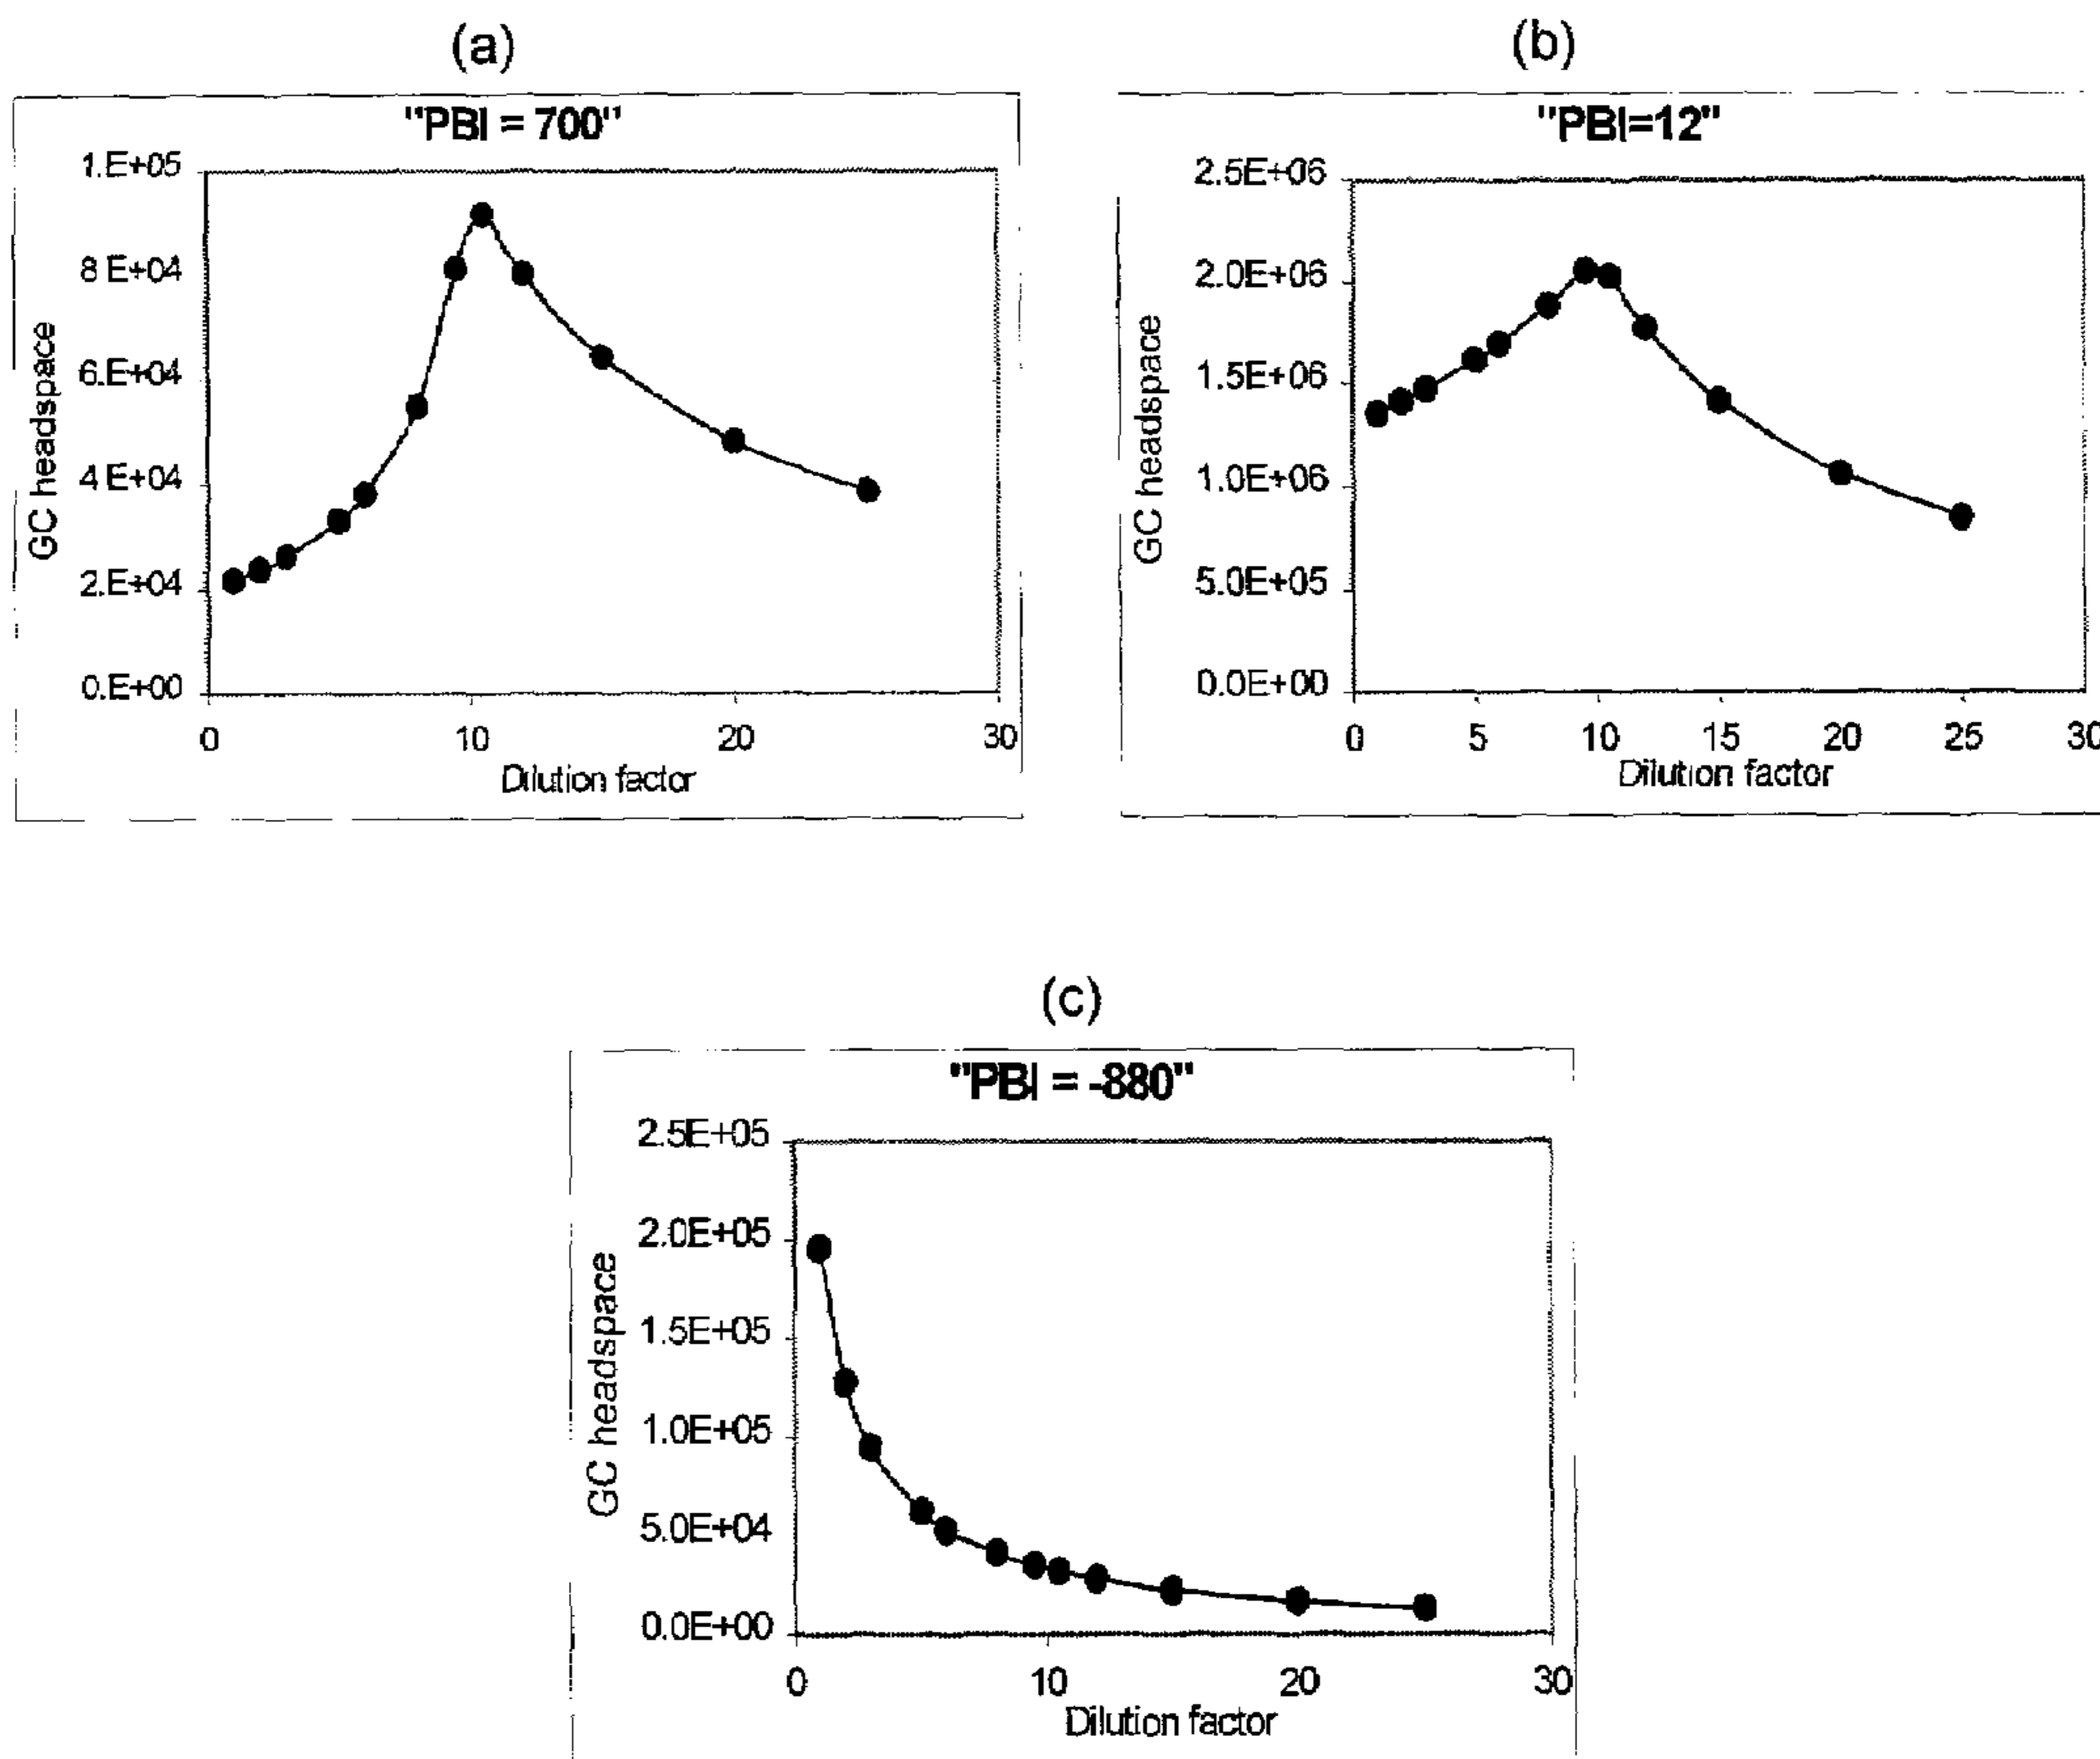 (a)
"PBI = 700"
1.E+05
8 E+04
6.E+04
4 E+04
2.E+04
0.E+00
GC headspace
0 10 20 30
Dilution factor
(b)
"PBI=12"
2.5E+06
2.0E+06
1.5E+06
1.0E+06
5.0E+05
0.0E+00
GC headspace
0 5 10 15 20 25 30
Dilution factor
(c)
"PBI = -880"
2.5E+05
2.0E+05
1.5E+05
1.0E+05
5.0E+04
0.0E+00
GC headspace
0 10 20 30
Dilution factor